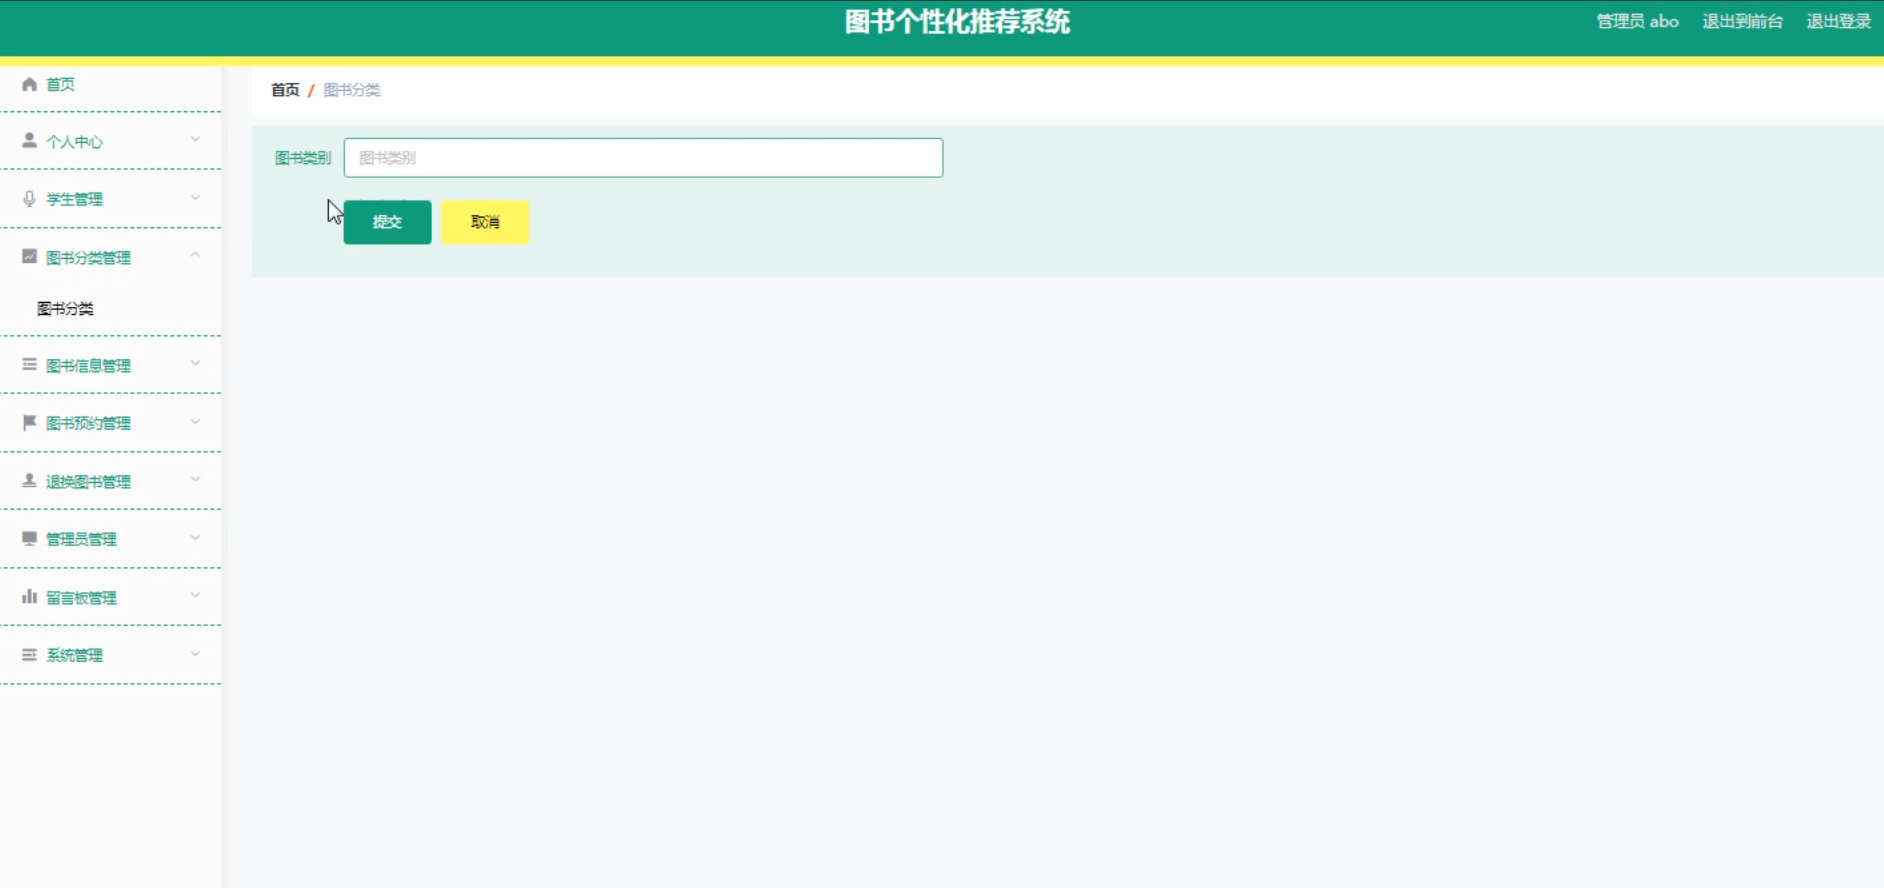 图书个性化推荐系统
管理员 abo 退出到前台 退出登录
首页
个人中心
学生管理
图书分类管理
图书分类
图书信息管理
图书预约管理
退换图书管理
管理员管理
留言板管理
系统管理
首页 / 图书分类
图书类别 图书类别
提交 取消